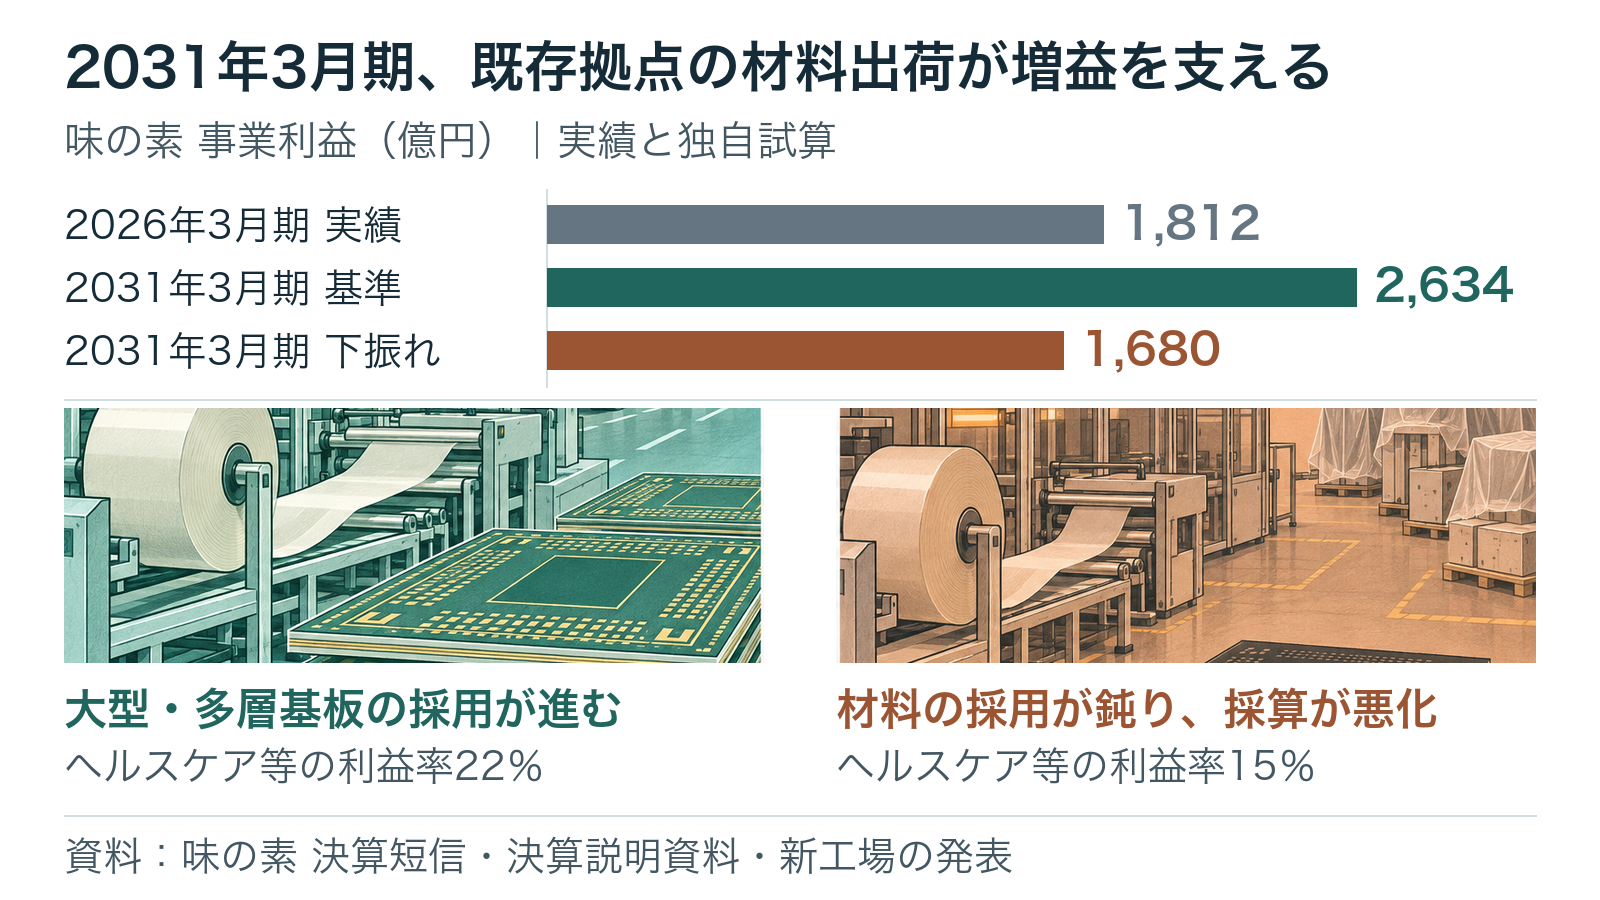 2031年3月期、既存拠点の材料出荷が増益を支える
味の素 事業利益（億円）｜実績と独自試算
2026年3月期 実績 1,812
2031年3月期 基準 2,634
2031年3月期 下振れ 1,680
大型・多層基板の採用が進む
ヘルスケア等の利益率22%
材料の採用が鈍り、採算が悪化
ヘルスケア等の利益率15%
資料：味の素 決算短信・決算説明資料・新工場の発表